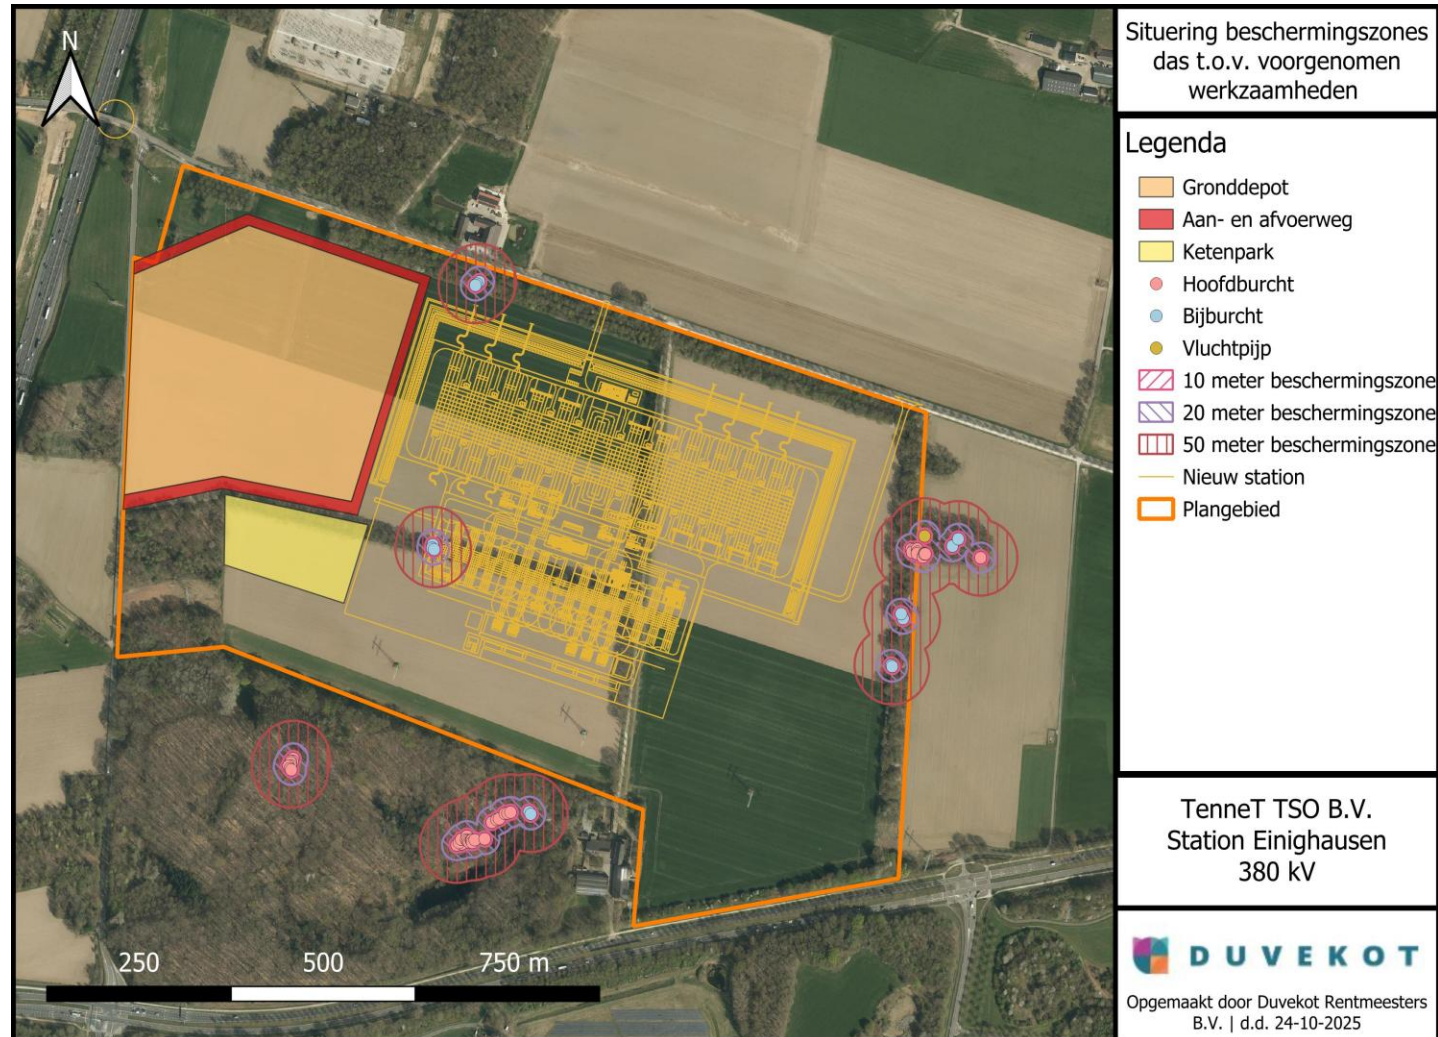 Situering beschermingszones
das t.o.v. voorgenomen
werkzaamheden
Legenda
Gronddepot
Aan- en afvoerweg
Ketenpark
Hoofdburcht
Bijburcht
Vluchtpijp
10 meter beschermingszone
20 meter beschermingszone
50 meter beschermingszone
Nieuw station
Plangebied
TenneT TSO B.V.
Station Einighausen
380 kV
DUVEKOT
Opgemaakt door Duvekot Rentmeesters
B.V. | d.d. 24-10-2025
N
250 500 750 m